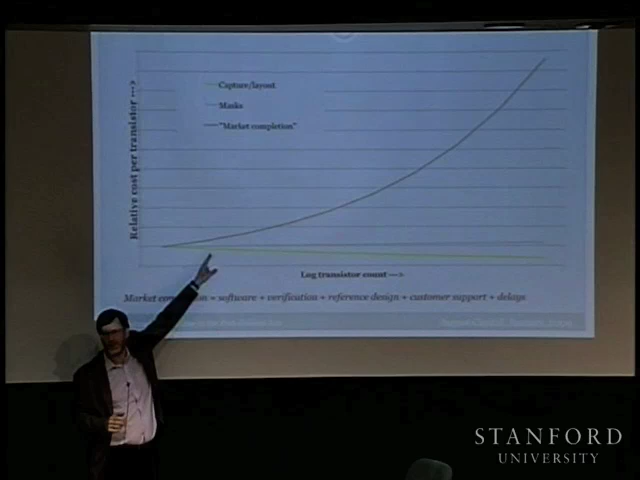 Relative cost per transistor --->
Capture/layout
Masks
"Market completion"
Log transistor count --->
Market = software + verification + reference design + customer support + delays
STANFORD
UNIVERSITY